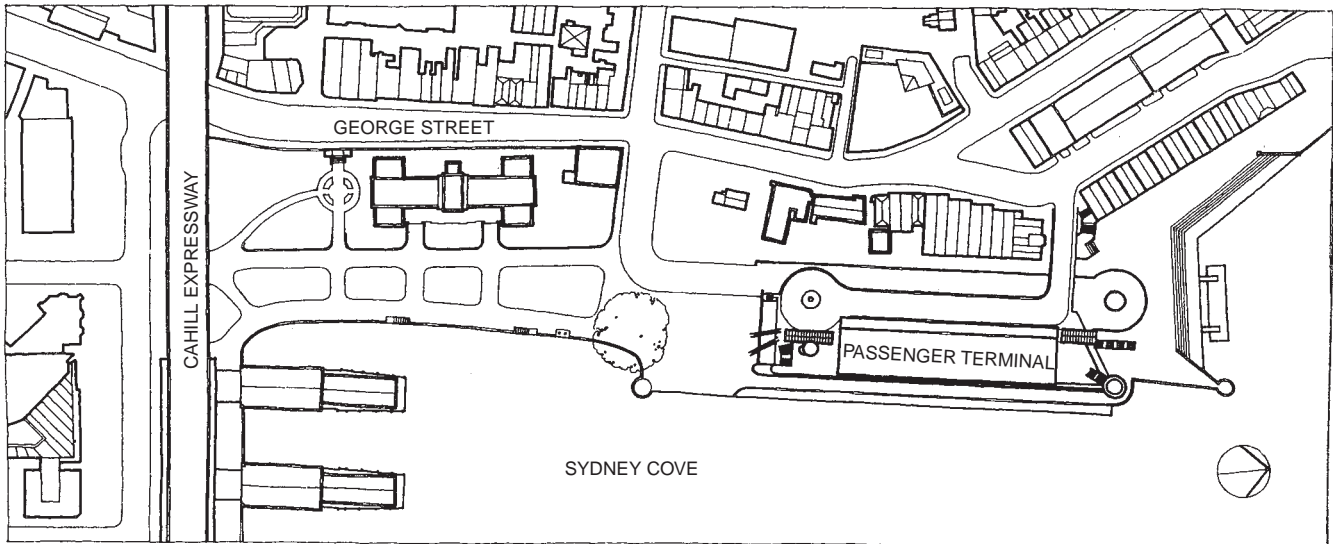 GEORGE STREET
CAHILL EXPRESSWAY
PASSENGER TERMINAL
SYDNEY COVE